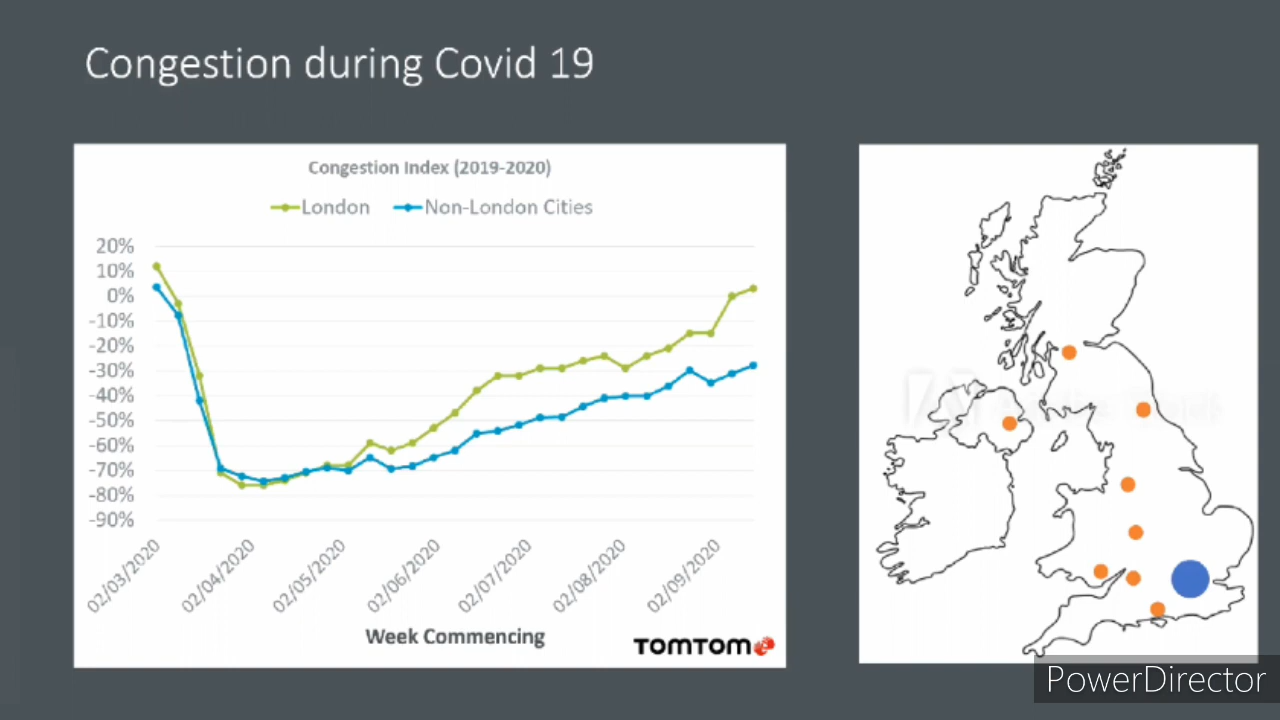 Congestion during Covid 19
Congestion Index (2019-2020)
London
Non-London Cities
20%
10%
0%
-10%
-20%
-30%
-40%
-50%
-60%
-70%
-80%
-90%
02/03/2020
02/04/2020
02/05/2020
02/06/2020
02/07/2020
02/08/2020
02/09/2020
Week Commencing
TOMTOM
PowerDirector